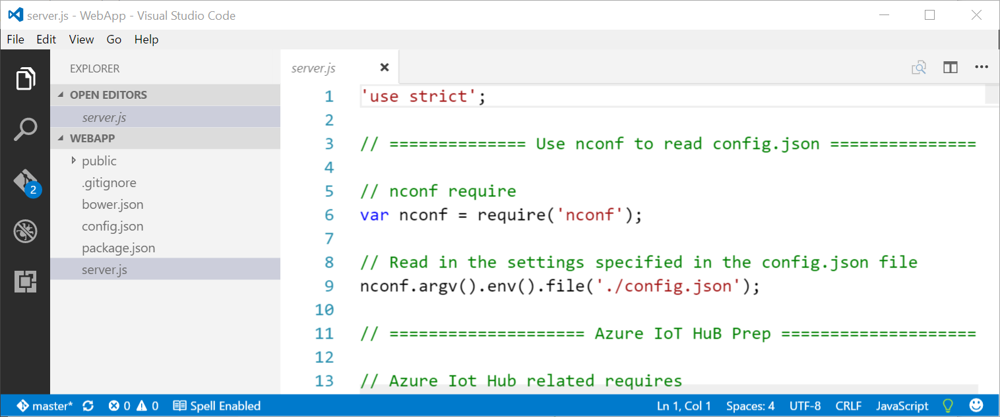 server.js - WebApp - Visual Studio Code
File Edit View Go Help
EXPLORER
OPEN EDITORS
server.js
WEBAPP
public
.gitignore
bower.json
config.json
package.json
server.js
2
server.js
1 'use strict';
2
3 // ============== Use nconf to read config.json ===============
4
5 // nconf require
6 var nconf = require('nconf');
7
8 // Read in the settings specified in the config.json file
9 nconf.argv().env().file('./config.json');
10
11 // ==================== Azure IoT HuB Prep ====================
12
13 // Azure Iot Hub related requires
master* 0 0 Spell Enabled Ln 1, Col 1 Spaces: 4 UTF-8 CRLF JavaScript